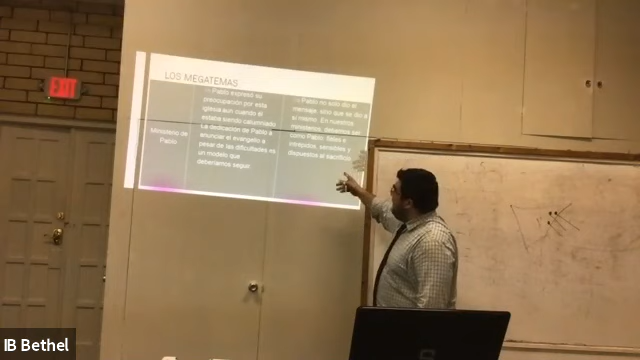 EXIT
LOS MEGATEMAS
Ministerio de
Pablo
Pablo expresó su
preocupación por esta
iglesia aun cuando él
estaba siendo calumniado.
La dedicación de Pablo a
anunciar el evangelio a
pesar de las dificultades es
un modelo que
deberíamos seguir.
Pablo no solo dio el
mensaje, sino que se dio a
sí mismo. En nuestros
ministerios, debiamos ser
como Pablo: fieles e
intrépidos, sensibles y
dispuestos al sacrificio.
IB Bethel